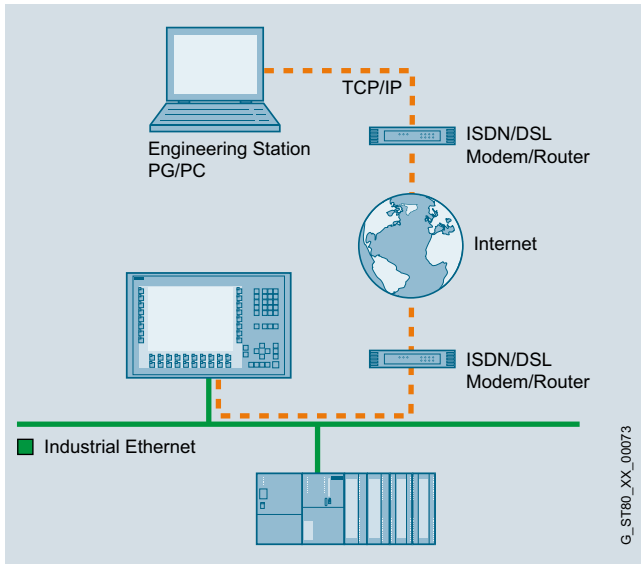 TCP/IP
Engineering Station
PG/PC
ISDN/DSL
Modem/Router
Internet
ISDN/DSL
Modem/Router
Industrial Ethernet
G_ST80_XX_00073